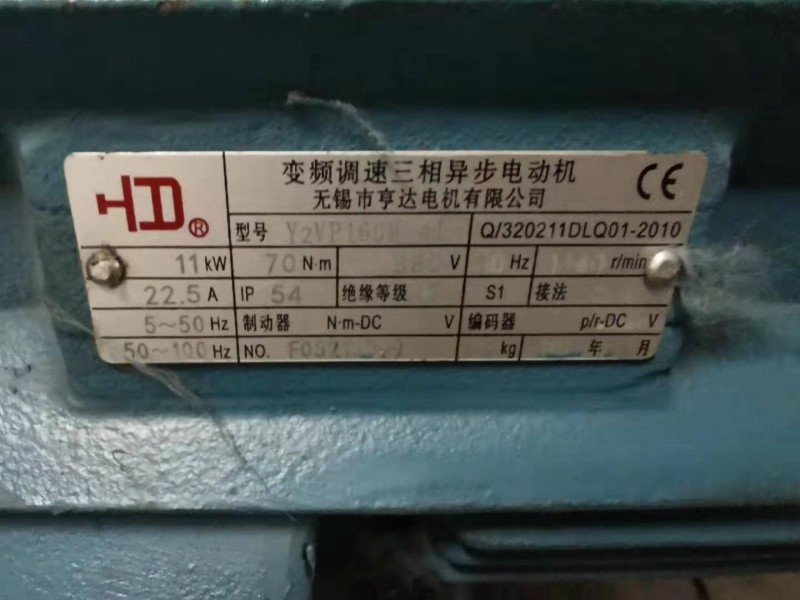 变频调速三相异步电动机
无锡市亨达电机有限公司
CE
HD®
型号 Q/320211DLQ01-2010
11 kW 70 N·m V Hz r/min
22.5 A IP 54 绝缘等级 S1 接法
5~50 Hz 制动器 N·m-DC V 编码器 p/r-DC V
50~100 Hz NO. kg 年 月